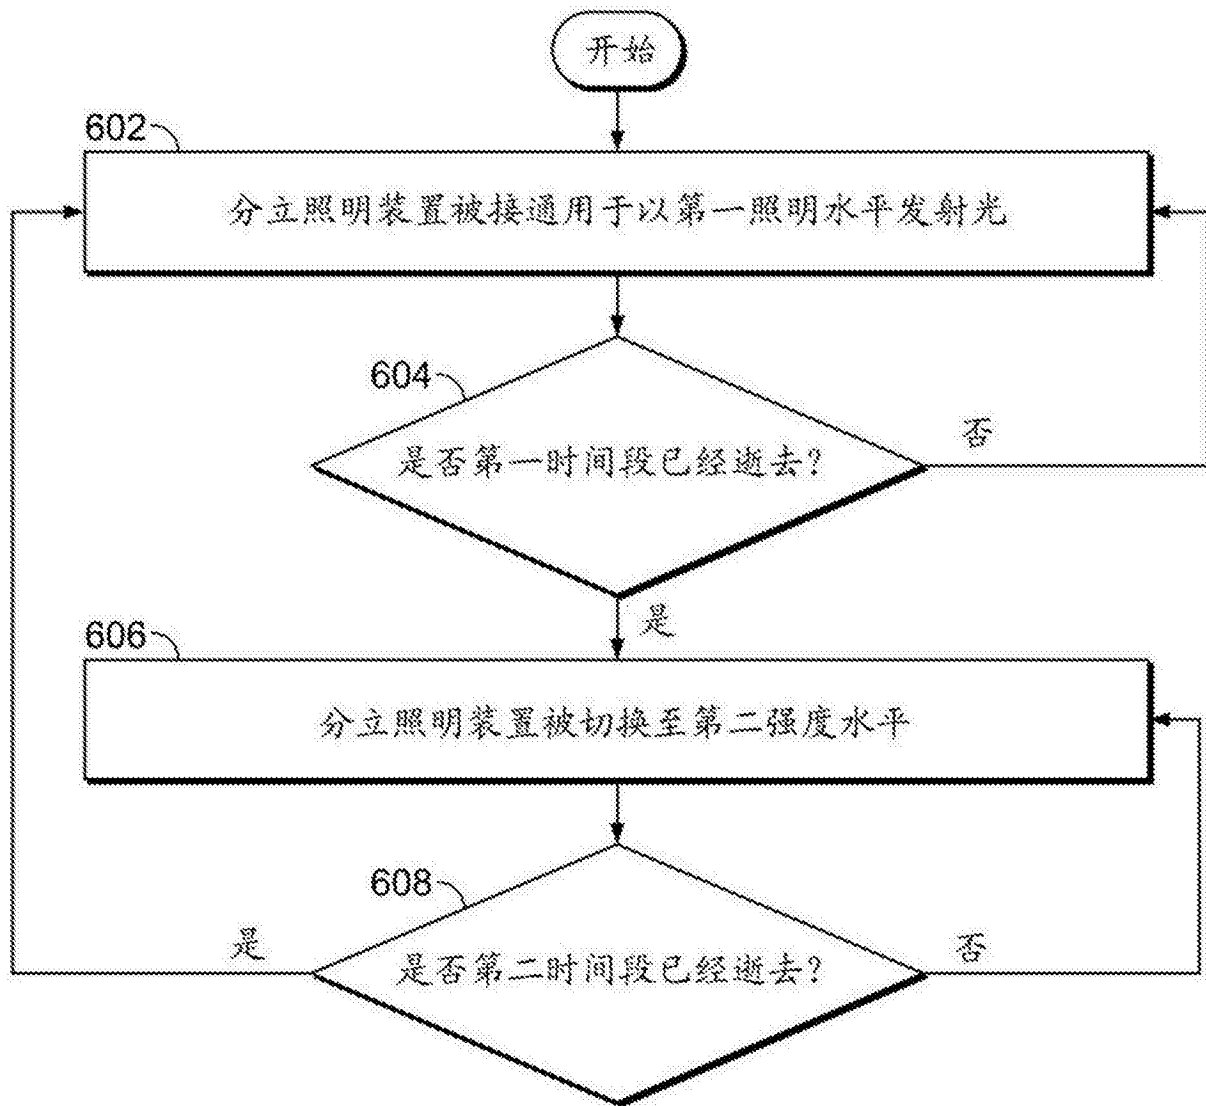 开始
602
分立照明装置被接通用于以第一照明水平发射光
604
是否第一时间段已经逝去?
否
是
606
分立照明装置被切换至第二强度水平
608
是
是否第二时间段已经逝去?
否